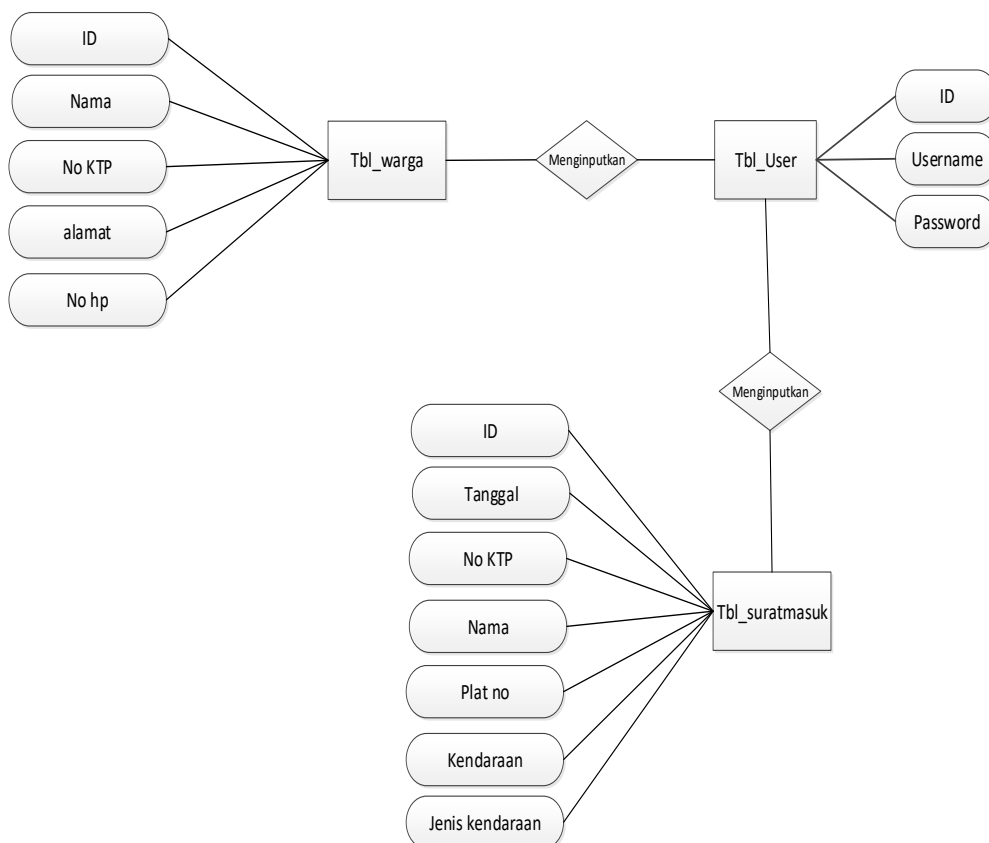 ID
Nama
No KTP
alamat
No hp
Tbl_warga
Menginputkan
Tbl_User
ID
Username
Password
Menginputkan
ID
Tanggal
No KTP
Nama
Plat no
Kendaraan
Jenis kendaraan
Tbl_suratmasuk